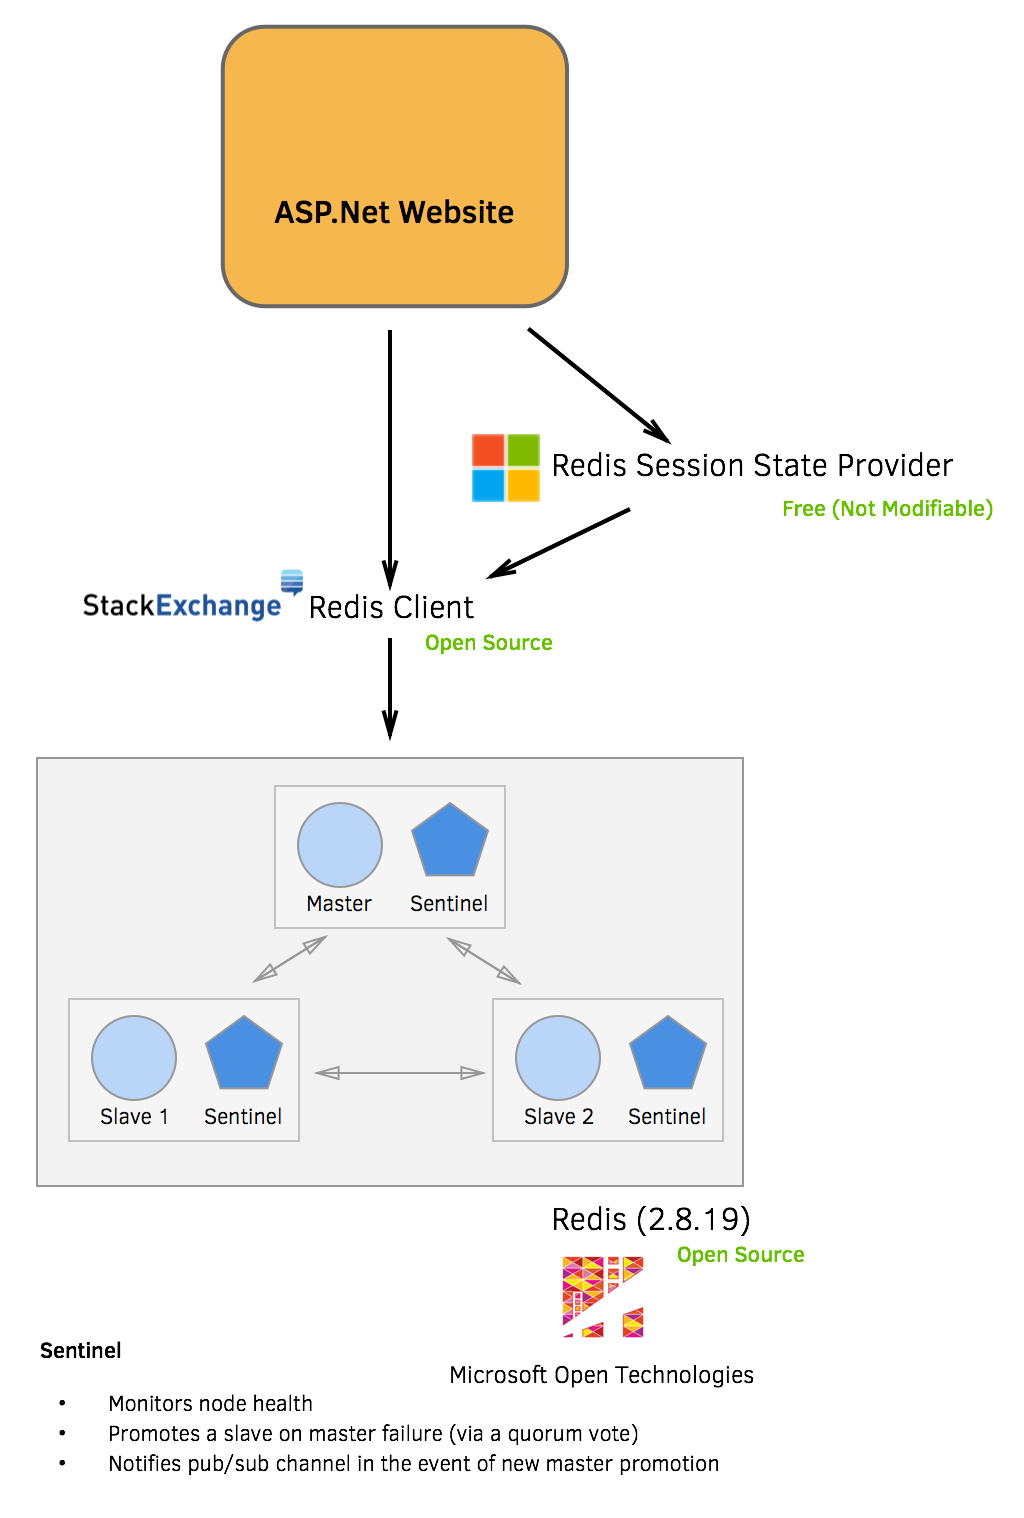 ASP.Net Website
Redis Session State Provider
Free (Not Modifiable)
StackExchange Redis Client
Open Source
Master Sentinel
Slave 1 Sentinel Slave 2 Sentinel
Redis (2.8.19)
Open Source
Microsoft Open Technologies
Sentinel
• Monitors node health
• Promotes a slave on master failure (via a quorum vote)
• Notifies pub/sub channel in the event of new master promotion